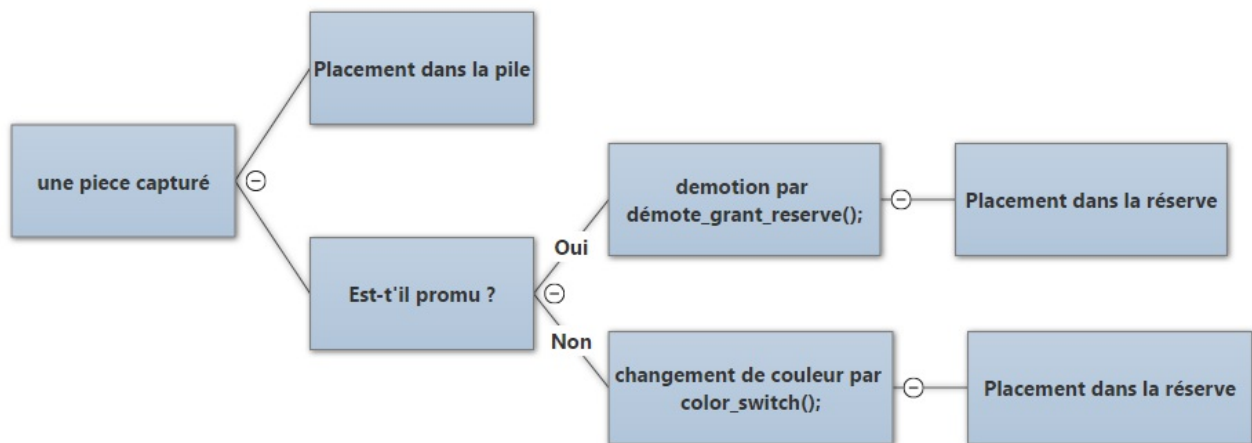 une piece capturé
Placement dans la pile
Est-t'il promu ?
Oui
Non
demotion par
démote_grant_reserve();
Placement dans la réserve
changement de couleur par
color_switch();
Placement dans la réserve